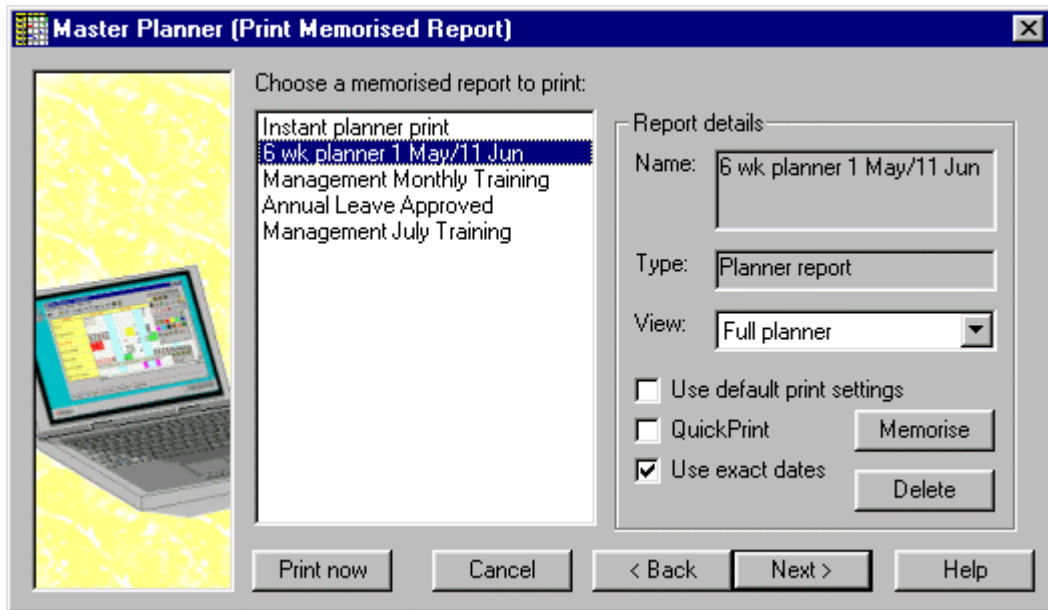 Master Planner (Print Memorised Report)
Choose a memorised report to print:
Instant planner print
6 wk planner 1 May/11 Jun
Management Monthly Training
Annual Leave Approved
Management July Training
Report details
Name: 6 wk planner 1 May/11 Jun
Type: Planner report
View: Full planner
Use default print settings
QuickPrint
Memorise
Use exact dates
Delete
Print now
Cancel
< Back
Next >
Help